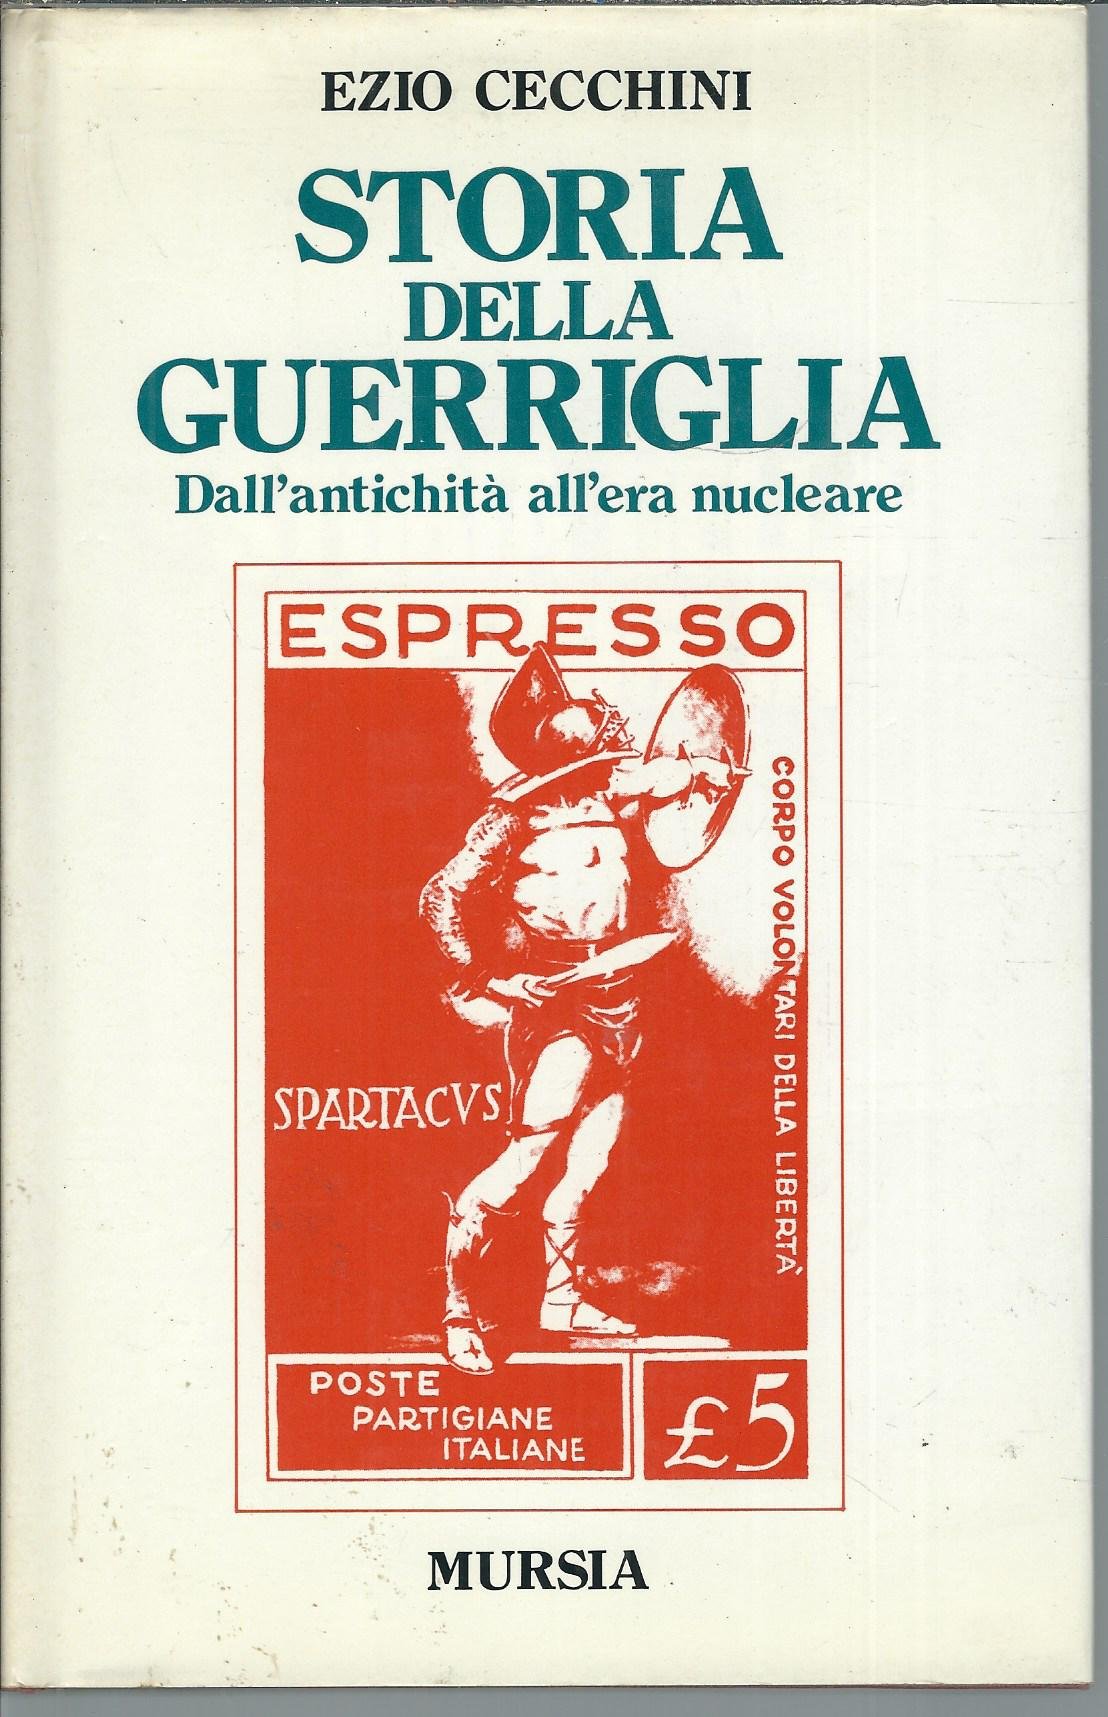 EZIO CECCHINI
STORIA
DELLA
GUERRIGLIA
Dall'antichità all'era nucleare
ESPRESSO
CORPO VOLONTARI DELLA LIBERTÀ
SPARTACVS
POSTE
PARTIGIANE
ITALIANE
£5
MURSIA